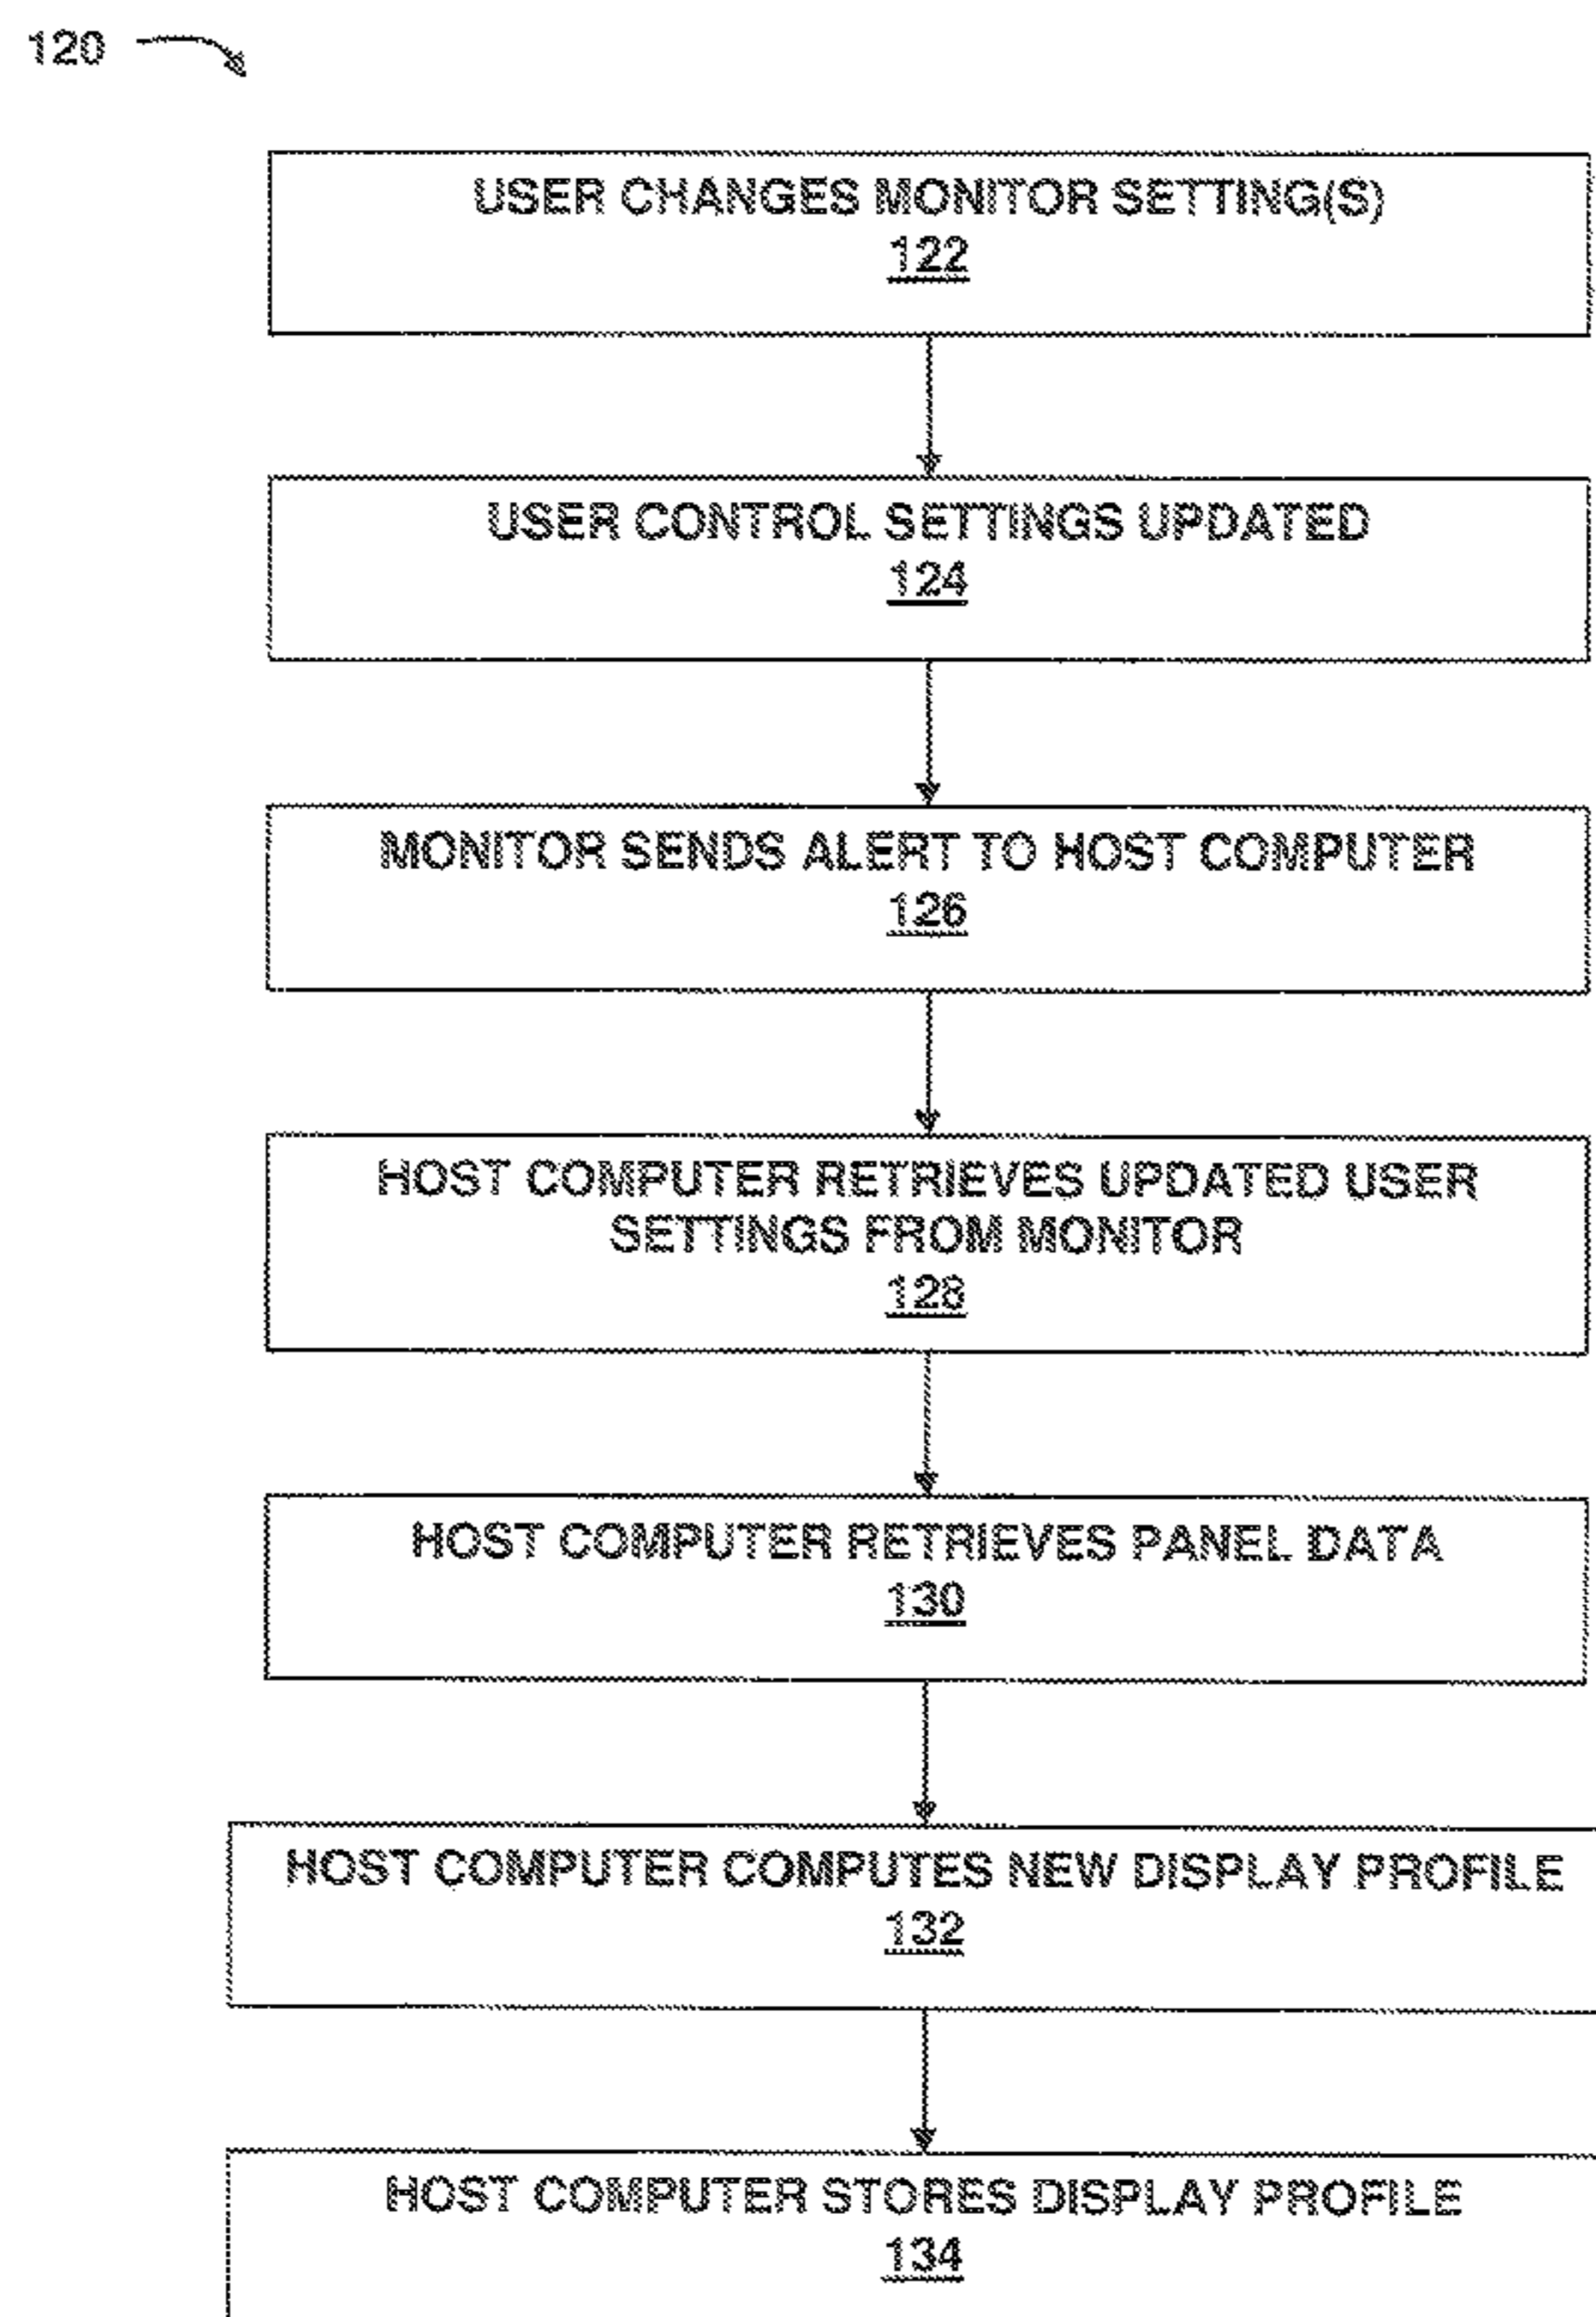 120
USER CHANGES MONITOR SETTING(S)
122
USER CONTROL SETTINGS UPDATED
124
MONITOR SENDS ALERT TO HOST COMPUTER
126
HOST COMPUTER RETRIEVES UPDATED USER
SETTINGS FROM MONITOR
128
HOST COMPUTER RETRIEVES PANEL DATA
130
HOST COMPUTER COMPUTES NEW DISPLAY PROFILE
132
HOST COMPUTER STORES DISPLAY PROFILE
134